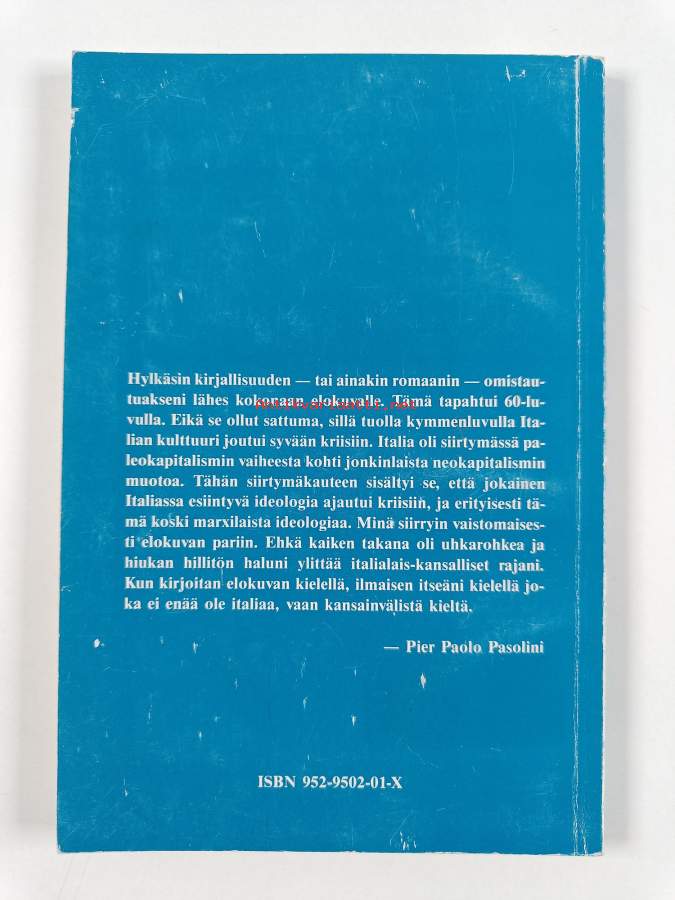 Hylkäsin kirjallisuuden — tai ainakin romaanin — omistau-
tuakseni lähes kokonaan elokuvalle. Tämä tapahtui 60-lu-
antikvariaatti.net
vulla. Eikä se ollut sattuma, sillä tuolla kymmenluvulla Ita-
lian kulttuuri joutui syvään kriisiin. Italia oli siirtymässä pa-
leokapitalismin vaiheesta kohti jonkinlaista neokapitalismin
muotoa. Tähän siirtymäkauteen sisältyi se, että jokainen
Italiassa esiintyvä ideologia ajautui kriisiin, ja erityisesti tä-
mä koski marxilaista ideologiaa. Minä siirryin vaistomaises-
ti elokuvan pariin. Ehkä kaiken takana oli uhkarohkea ja
hiukan hillitön haluni ylittää italialais-kansalliset rajani.
Kun kirjoitan elokuvan kielellä, ilmaisen itseäni kielellä jo-
ka ei enää ole italiaa, vaan kansainvälistä kieltä.
— Pier Paolo Pasolini
ISBN 952-9502-01-X